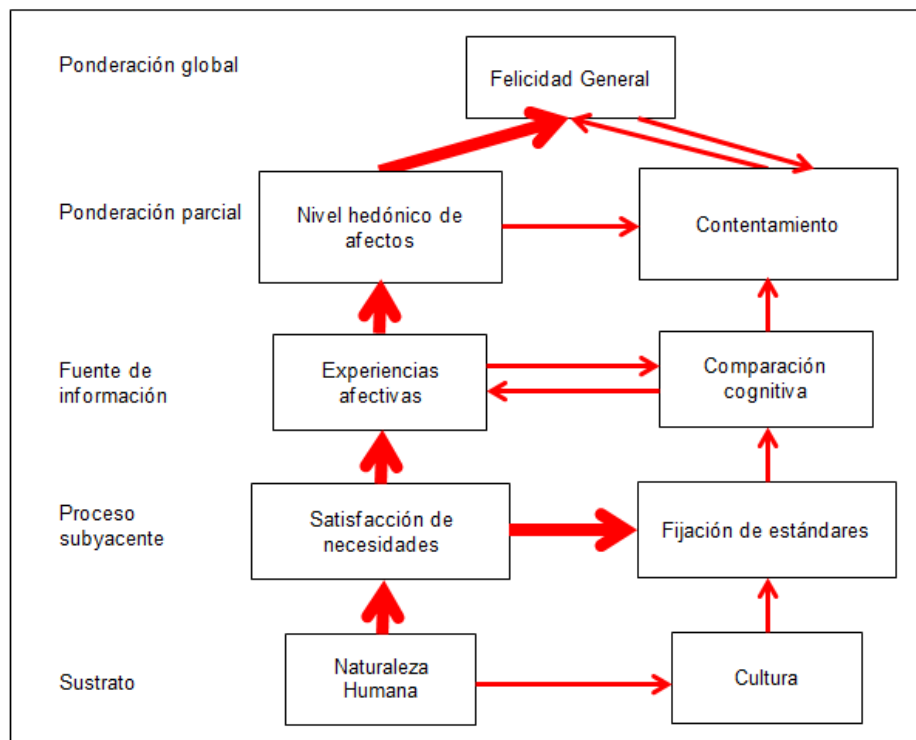 Ponderación global
Felicidad General
Ponderación parcial
Nivel hedónico de
afectos
Contentamiento
Fuente de
información
Experiencias
afectivas
Comparación
cognitiva
Proceso
subyacente
Satisfacción de
necesidades
Fijación de estándares
Sustrato
Naturaleza
Humana
Cultura